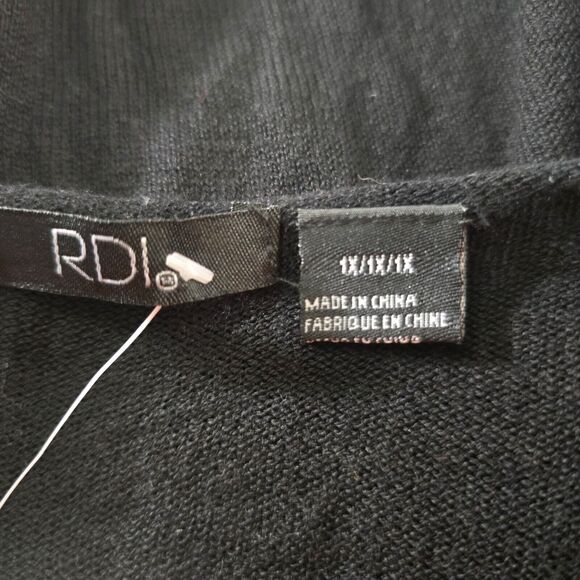 RDI
1X/1X/1X
MADE IN CHINA
FABRIQUE EN CHINE